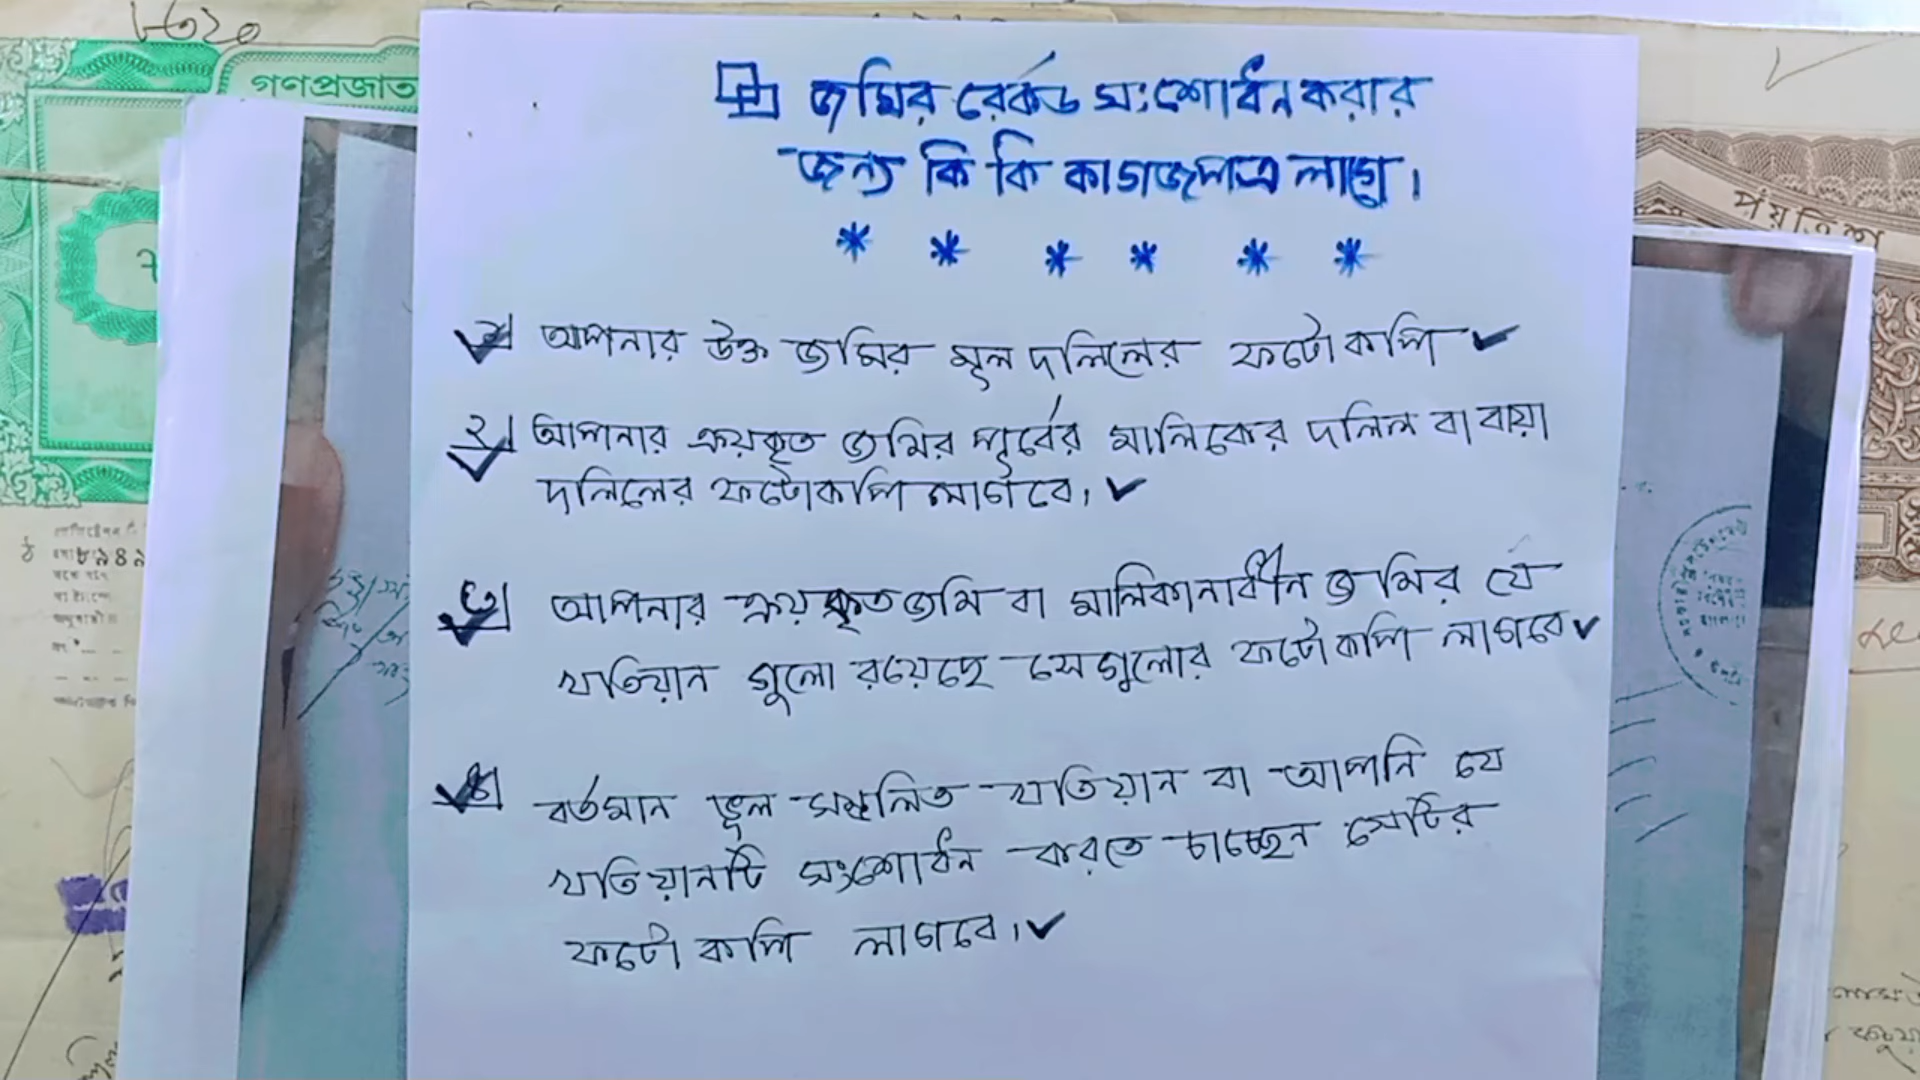 ৮৩২০
গণপ্রজাত
পঁয়ত্রিশ
জমির রেকর্ড সংশোধন করার
জন্য কি কি কাগজপত্র লাগে।
* * * * * *
১। আপনার উক্ত জমির মূল দলিলের ফটোকপি
২। আপনার ক্রয়কৃত জমির পূর্বের মালিকের দলিল বা বায়া
দলিলের ফটোকপি লাগবে।
৩। আপনার ক্রয়কৃত জমি বা মালিকানাধীন জমির যে
খতিয়ান গুলো রয়েছে সেগুলোর ফটোকপি লাগবে
৪। বর্তমান ভুল সম্বলিত খতিয়ান বা আপনি যে
খতিয়ানটি সংশোধন করতে চাচ্ছেন সেটির
ফটো কপি লাগবে।